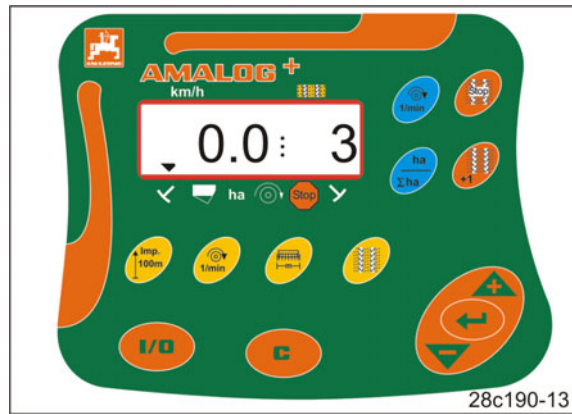 AMALOG+
km/h
0.0 3
ha Stop
1/min Stop
ha
Σha +1
Imp.
100m
1/min
m
I/O C
+
-
28c190-13